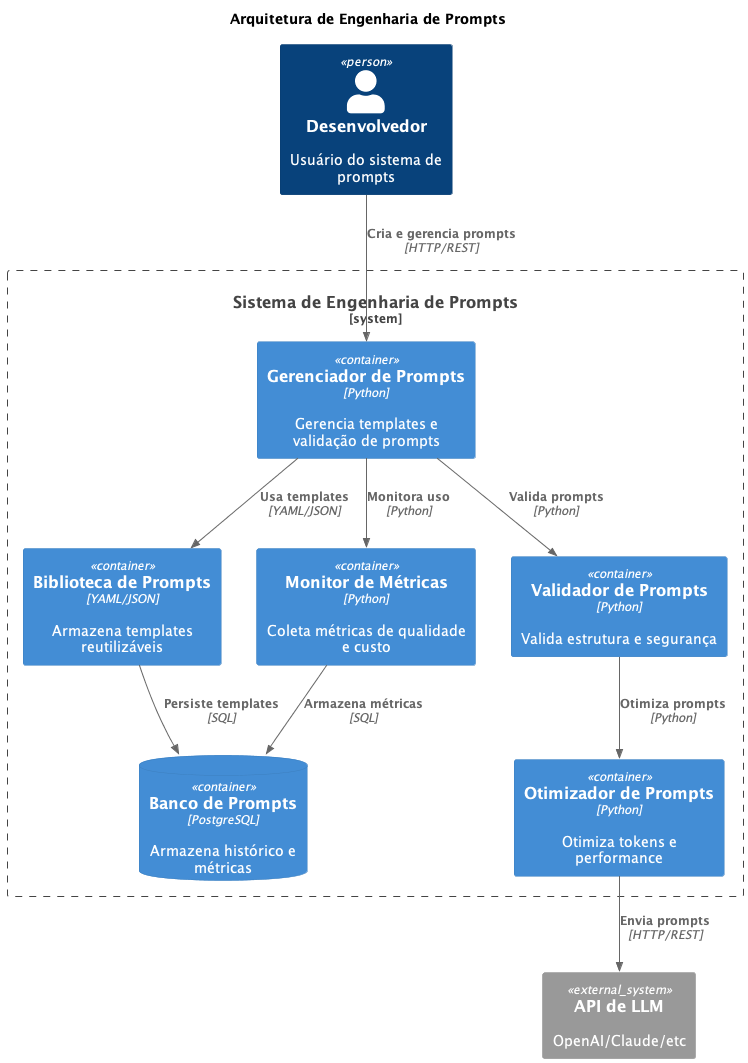 Arquitetura de Engenharia de Prompts
«person»
Desenvolvedor
Usuário do sistema de
prompts
Cria e gerencia prompts
[HTTP/REST]
Sistema de Engenharia de Prompts
[system]
«container»
Gerenciador de Prompts
[Python]
Gerencia templates e
validação de prompts
Usa templates
[YAML/JSON]
Monitora uso
[Python]
Valida prompts
[Python]
«container»
Biblioteca de Prompts
[YAML/JSON]
Armazena templates
reutilizáveis
«container»
Monitor de Métricas
[Python]
Coleta métricas de qualidade
e custo
«container»
Validador de Prompts
[Python]
Valida estrutura e segurança
Persiste templates
[SQL]
Armazena métricas
[SQL]
Otimiza prompts
[Python]
«container»
Banco de Prompts
[PostgreSQL]
Armazena histórico e
métricas
«container»
Otimizador de Prompts
[Python]
Otimiza tokens e
performance
Envia prompts
[HTTP/REST]
«external_system»
API de LLM
OpenAI/Claude/etc